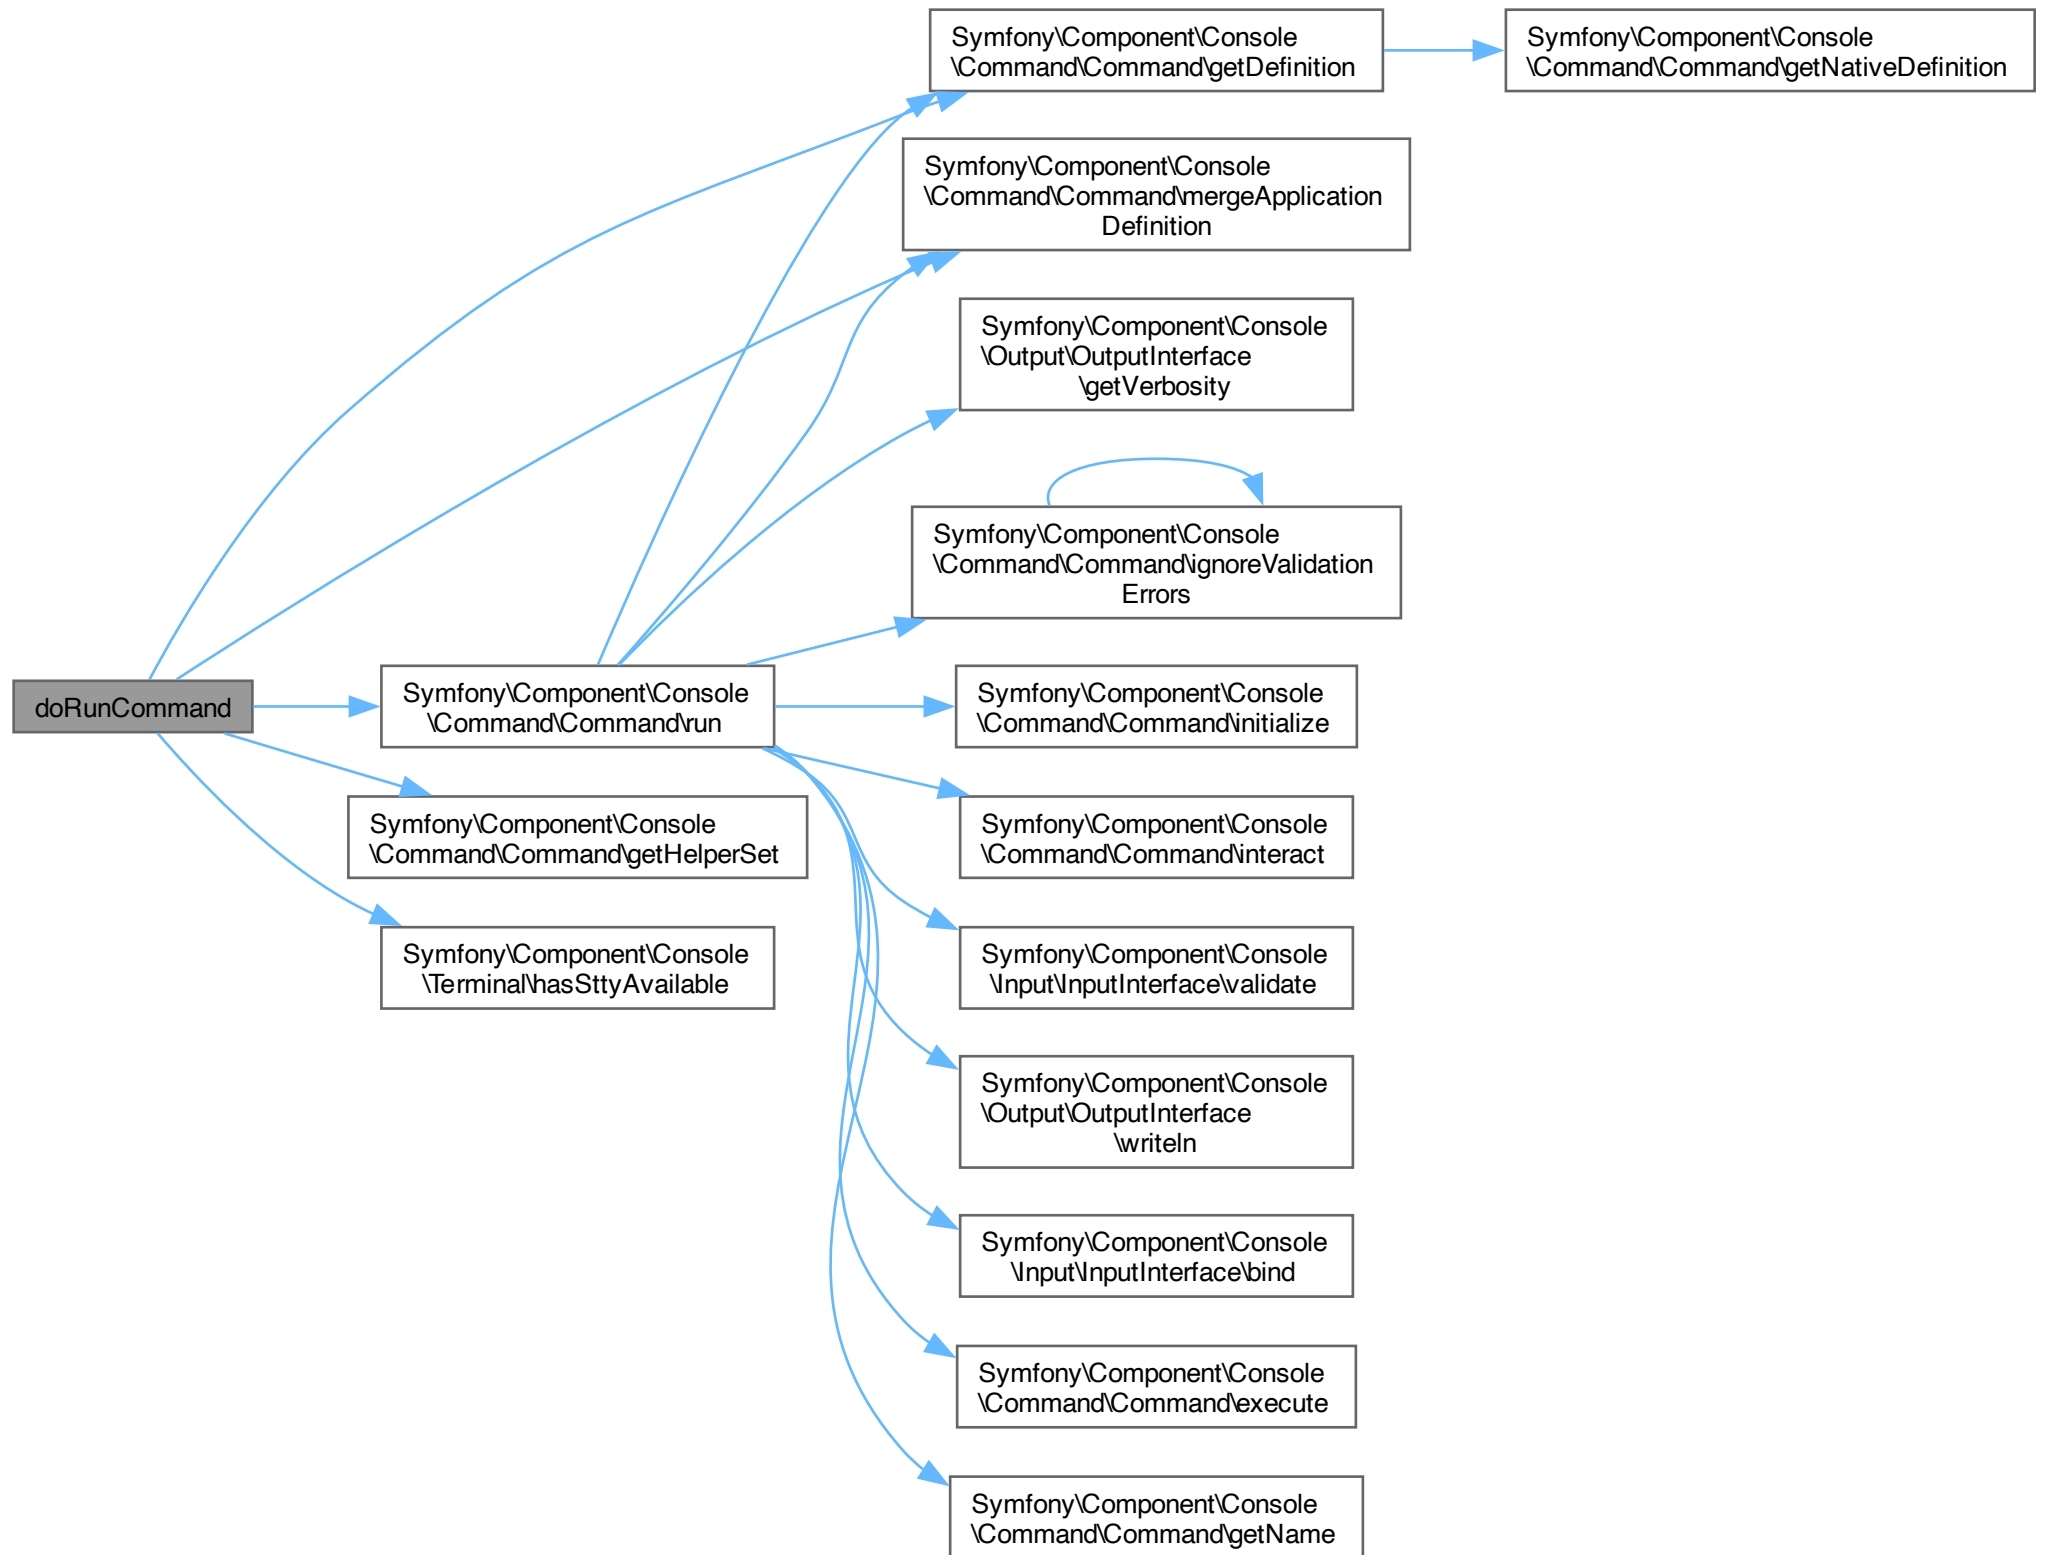 Symfony\Component\Console
\Command\Command\getDefinition
Symfony\Component\Console
\Command\Command\getNativeDefinition
Symfony\Component\Console
\Command\Command\mergeApplication
Definition
Symfony\Component\Console
\Output\OutputInterface
\getVerbosity
Symfony\Component\Console
\Command\Command\ignoreValidation
Errors
doRunCommand
Symfony\Component\Console
\Command\Command\run
Symfony\Component\Console
\Command\Command\initialize
Symfony\Component\Console
\Command\Command\getHelperSet
Symfony\Component\Console
\Command\Command\interact
Symfony\Component\Console
\Terminal\hasSttyAvailable
Symfony\Component\Console
\Input\InputInterface\validate
Symfony\Component\Console
\Output\OutputInterface
\writeln
Symfony\Component\Console
\Input\InputInterface\bind
Symfony\Component\Console
\Command\Command\execute
Symfony\Component\Console
\Command\Command\getName